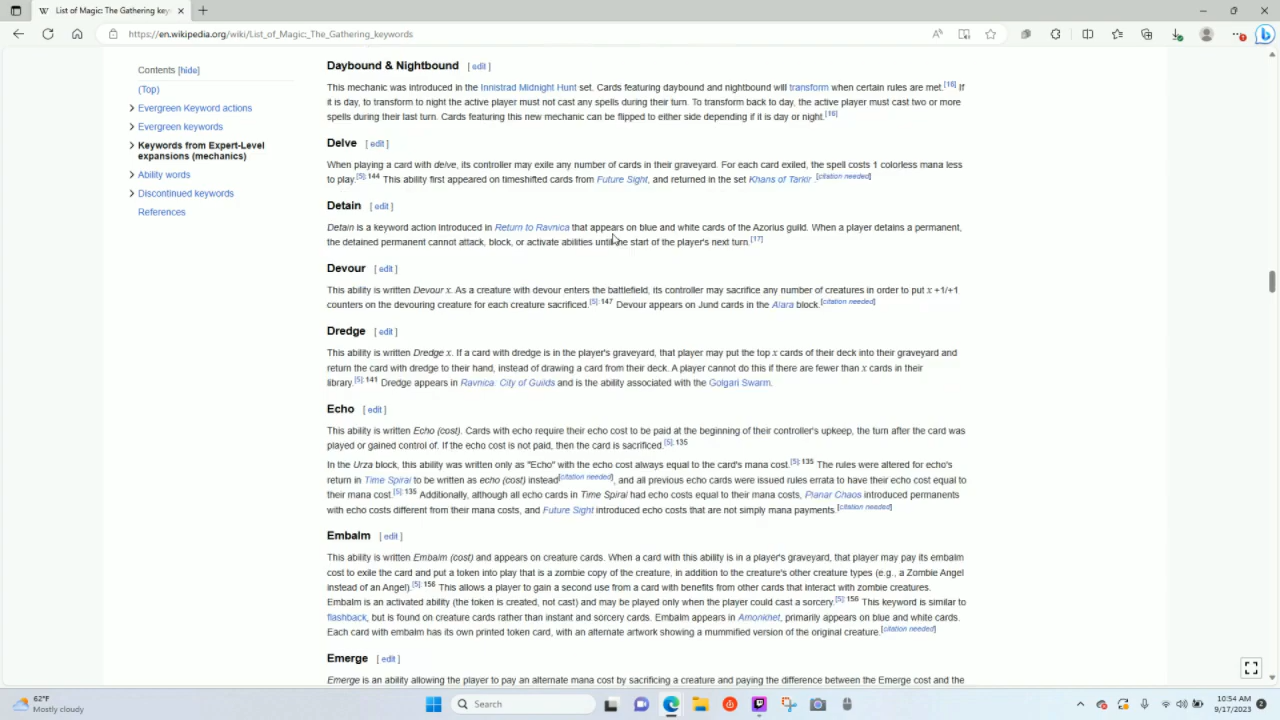 List of Magic: The Gathering key
https://en.wikipedia.org/wiki/List_of_Magic:_The_Gathering_keywords
Contents [hide]
(Top)
Evergreen Keyword actions
Evergreen keywords
Keywords from Expert-Level
expansions (mechanics)
Ability words
Discontinued keywords
References
Daybound & Nightbound [ edit ]
This mechanic was introduced in the Innistrad Midnight Hunt set. Cards featuring daybound and nightbound will transform when certain rules are met.[16] If
it is day, to transform to night the active player must not cast any spells during their turn. To transform back to day, the active player must cast two or more
spells during their last turn. Cards featuring this new mechanic can be flipped to either side depending if it is day or night.[16]
Delve [ edit ]
When playing a card with delve, its controller may exile any number of cards in their graveyard. For each card exiled, the spell costs 1 colorless mana less
to play.[5]: 144 This ability first appeared on timeshifted cards from Future Sight, and returned in the set Khans of Tarkir .[citation needed]
Detain [ edit ]
Detain is a keyword action introduced in Return to Ravnica that appears on blue and white cards of the Azorius guild. When a player detains a permanent,
the detained permanent cannot attack, block, or activate abilities until the start of the player's next turn.[17]
Devour [ edit ]
This ability is written Devour x. As a creature with devour enters the battlefield, its controller may sacrifice any number of creatures in order to put x +1/+1
counters on the devouring creature for each creature sacrificed.[5]: 147 Devour appears on Jund cards in the Alara block.[citation needed]
Dredge [ edit ]
This ability is written Dredge x. If a card with dredge is in the player's graveyard, that player may put the top x cards of their deck into their graveyard and
return the card with dredge to their hand, instead of drawing a card from their deck. A player cannot do this if there are fewer than x cards in their
library.[5]: 141 Dredge appears in Ravnica: City of Guilds and is the ability associated with the Golgari Swarm.
Echo [ edit ]
This ability is written Echo (cost). Cards with echo require their echo cost to be paid at the beginning of their controller's upkeep, the turn after the card was
played or gained control of. If the echo cost is not paid, then the card is sacrificed.[5]: 135
In the Urza block, this ability was written only as "Echo" with the echo cost always equal to the card's mana cost.[5]: 135 The rules were altered for echo's
return in Time Spiral to be written as echo (cost) instead[citation needed], and all previous echo cards were issued rules errata to have their echo cost equal to
their mana cost.[5]: 135 Additionally, although all echo cards in Time Spiral had echo costs equal to their mana costs, Planar Chaos introduced permanents
with echo costs different from their mana costs, and Future Sight introduced echo costs that are not simply mana payments.[citation needed]
Embalm [ edit ]
This ability is written Embalm (cost) and appears on creature cards. When a card with this ability is in a player's graveyard, that player may pay its embalm
cost to exile the card and put a token into play that is a zombie copy of the creature, in addition to the creature's other creature types (e.g., a Zombie Angel
instead of an Angel).[5]: 156 This allows a player to gain a second use from a card with benefits from other cards that interact with zombie creatures.
Embalm is an activated ability (the token is created, not cast) and may be played only when the player could cast a sorcery.[5]: 156 This keyword is similar to
flashback, but is found on creature cards rather than instant and sorcery cards. Embalm appears in Amonkhet, primarily appears on blue and white cards.
Each card with embalm has its own printed token card, with an alternate artwork showing a mummified version of the original creature.[citation needed]
Emerge [ edit ]
Emerge is an ability allowing the player to pay an alternate mana cost by sacrificing a creature and paying the difference between the Emerge cost and the
62°F
Mostly cloudy
Search
10:54 AM
9/17/2023